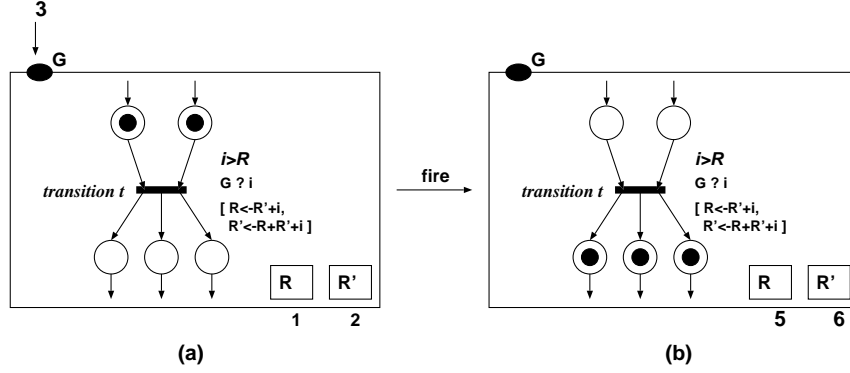 3
G
i>R
transition t
G ? i
[ R<-R'+i,
R'<-R+R'+i ]
R
R'
1
2
(a)
fire
G
i>R
transition t
G ? i
[ R<-R'+i,
R'<-R+R'+i ]
R
R'
5
6
(b)